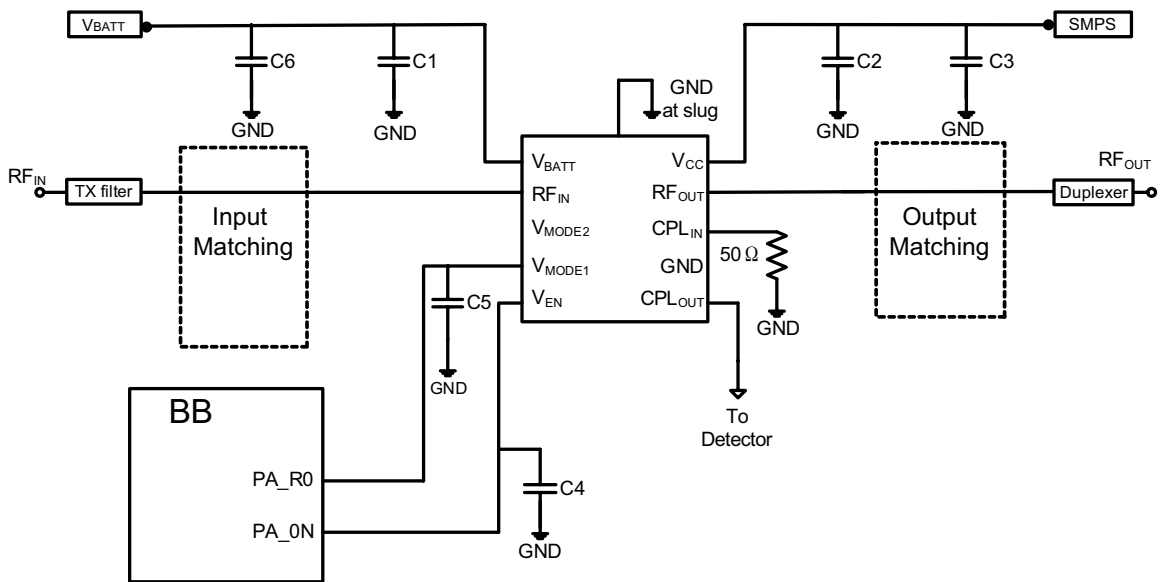 VBATT
SMPS
C6
C1
C2
C3
GND
GND
GND
at slug
GND
GND
VBATT
VCC
RFIN
TX filter
RFIN
RFOUT
Duplexer
RFOUT
Input
Matching
Output
Matching
VMODE2
CPLIN
50 Ω
VMODE1
GND
C5
VEN
CPLOUT
GND
GND
To
Detector
BB
PA_R0
C4
PA_0N
GND